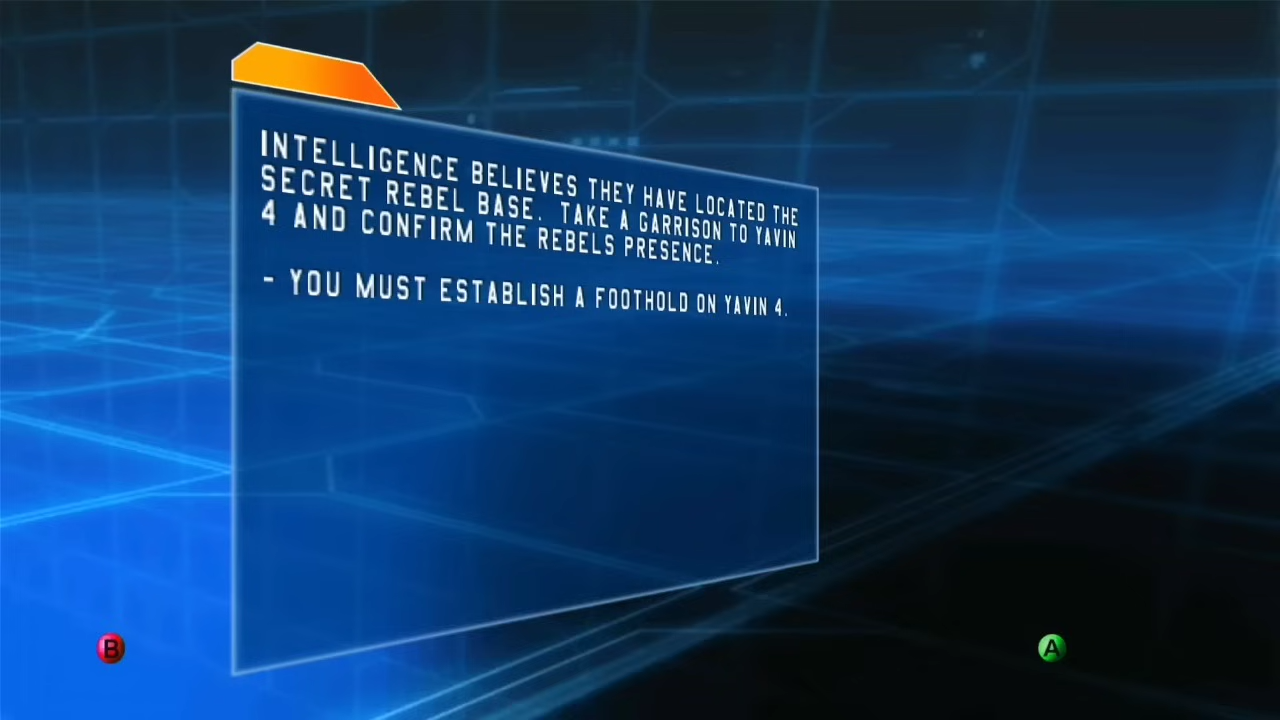 INTELLIGENCE BELIEVES THEY HAVE LOCATED THE
SECRET REBEL BASE.  TAKE A GARRISON TO YAVIN
4 AND CONFIRM THE REBELS PRESENCE.
- YOU MUST ESTABLISH A FOOTHOLD ON YAVIN 4.
B
A